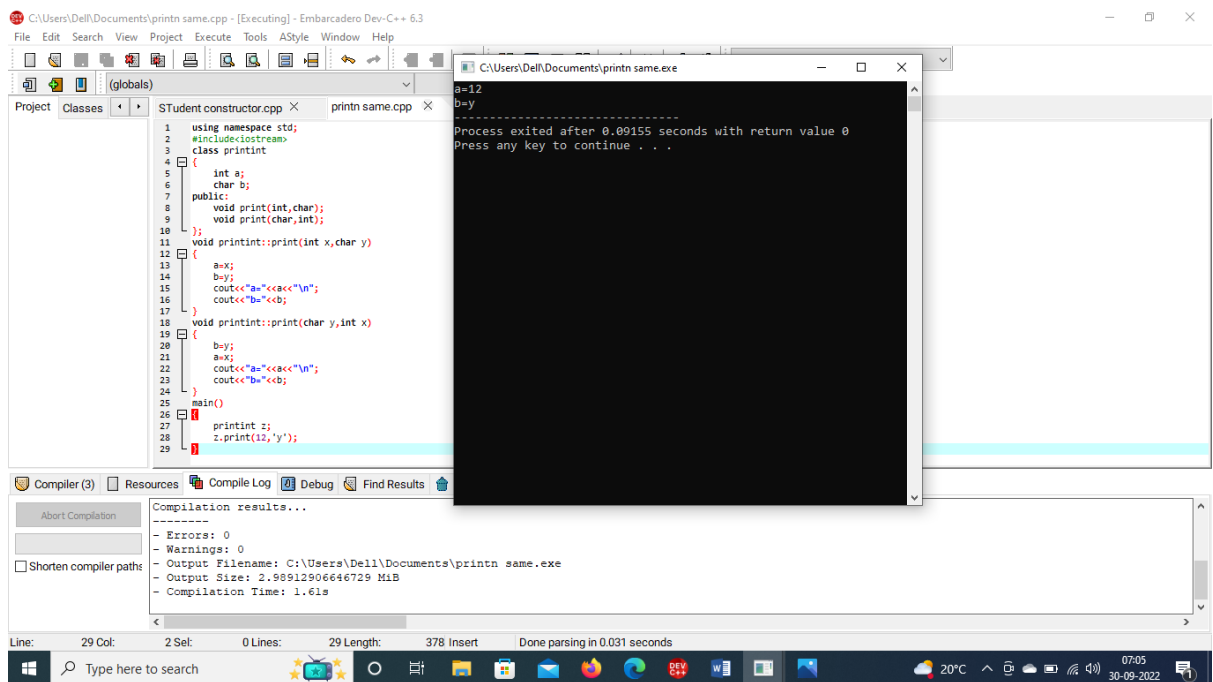 C:\Users\Dell\Documents\printn same.cpp - [Executing] - Embarcadero Dev-C++ 6.3
File Edit Search View Project Execute Tools AStyle Window Help
(globals)
Project Classes STudent constructor.cpp printn same.cpp
1 using namespace std;
2 #include<iostream>
3 class printint
4 {
5 int a;
6 char b;
7 public:
8 void print(int,char);
9 void print(char,int);
10 };
11 void printint::print(int x,char y)
12 {
13 a=x;
14 b=y;
15 cout<<"a="<<a<<"\n";
16 cout<<"b="<<b;
17 }
18 void printint::print(char y,int x)
19 {
20 b=y;
21 a=x;
22 cout<<"a="<<a<<"\n";
23 cout<<"b="<<b;
24 }
25 main()
26 {
27 printint z;
28 z.print(12,'y');
29 }
C:\Users\Dell\Documents\printn same.exe
a=12
b=y
--------------------------------
Process exited after 0.09155 seconds with return value 0
Press any key to continue . . .
Compiler (3) Resources Compile Log Debug Find Results
Abort Compilation
Shorten compiler paths
Compilation results...
--------
- Errors: 0
- Warnings: 0
- Output Filename: C:\Users\Dell\Documents\printn same.exe
- Output Size: 2.98912906646729 MiB
- Compilation Time: 1.61s
Line: 29 Col: 2 Sel: 0 Lines: 29 Length: 378 Insert Done parsing in 0.031 seconds
Type here to search
DEV C++
20°C
07:05
30-09-2022
1